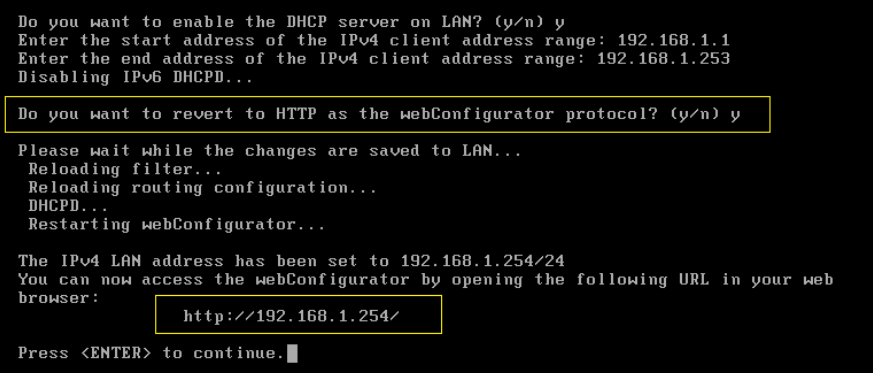 Do you want to enable the DHCP server on LAN? (y/n) y
Enter the start address of the IPv4 client address range: 192.168.1.1
Enter the end address of the IPv4 client address range: 192.168.1.253
Disabling IPv6 DHCPD...
Do you want to revert to HTTP as the webConfigurator protocol? (y/n) y
Please wait while the changes are saved to LAN...
Reloading filter...
Reloading routing configuration...
DHCPD...
Restarting webConfigurator...
The IPv4 LAN address has been set to 192.168.1.254/24
You can now access the webConfigurator by opening the following URL in your web
browser:
http://192.168.1.254/
Press <ENTER> to continue.